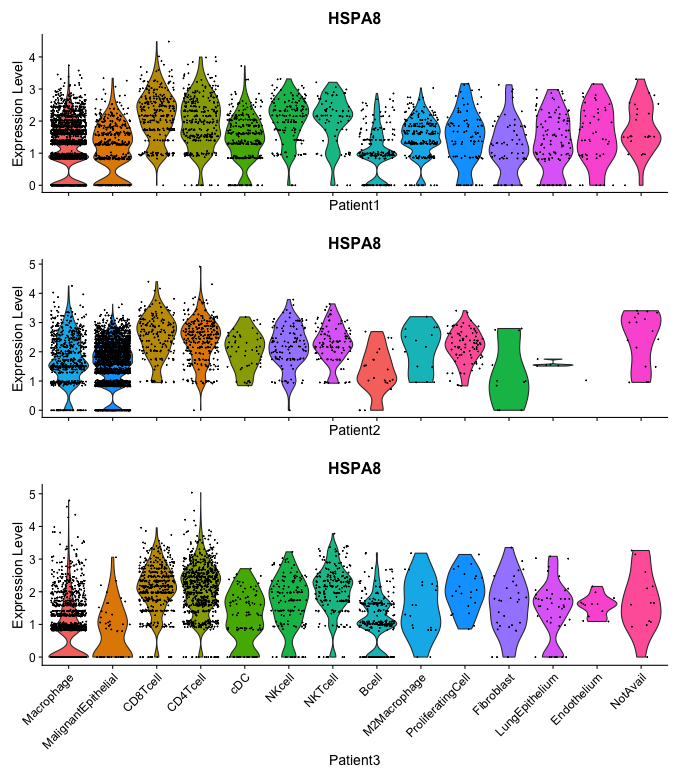 HSPA8
Expression Level
4
3
2
1
0
Patient1
HSPA8
Expression Level
5
4
3
2
1
0
Patient2
HSPA8
Expression Level
5
4
3
2
1
0
Macrophage
MalignantEpithelial
CD8Tcell
CD4Tcell
cDC
NKcell
NKTcell
Bcell
M2Macrophage
ProliferatingCell
Fibroblast
LungEpithelium
Endothelium
NotAvail
Patient3